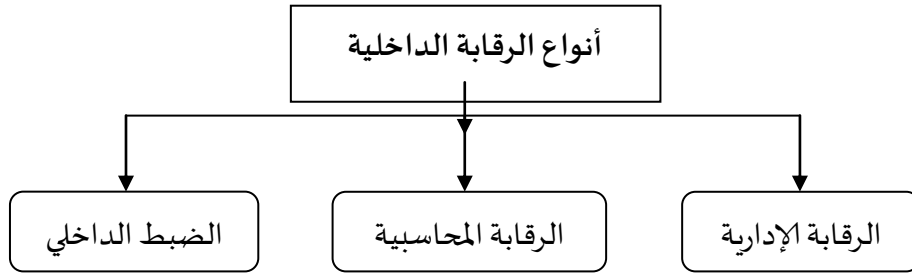 أنواع الرقابة الداخلية
الرقابة الإدارية
الرقابة المحاسبية
الضبط الداخلي